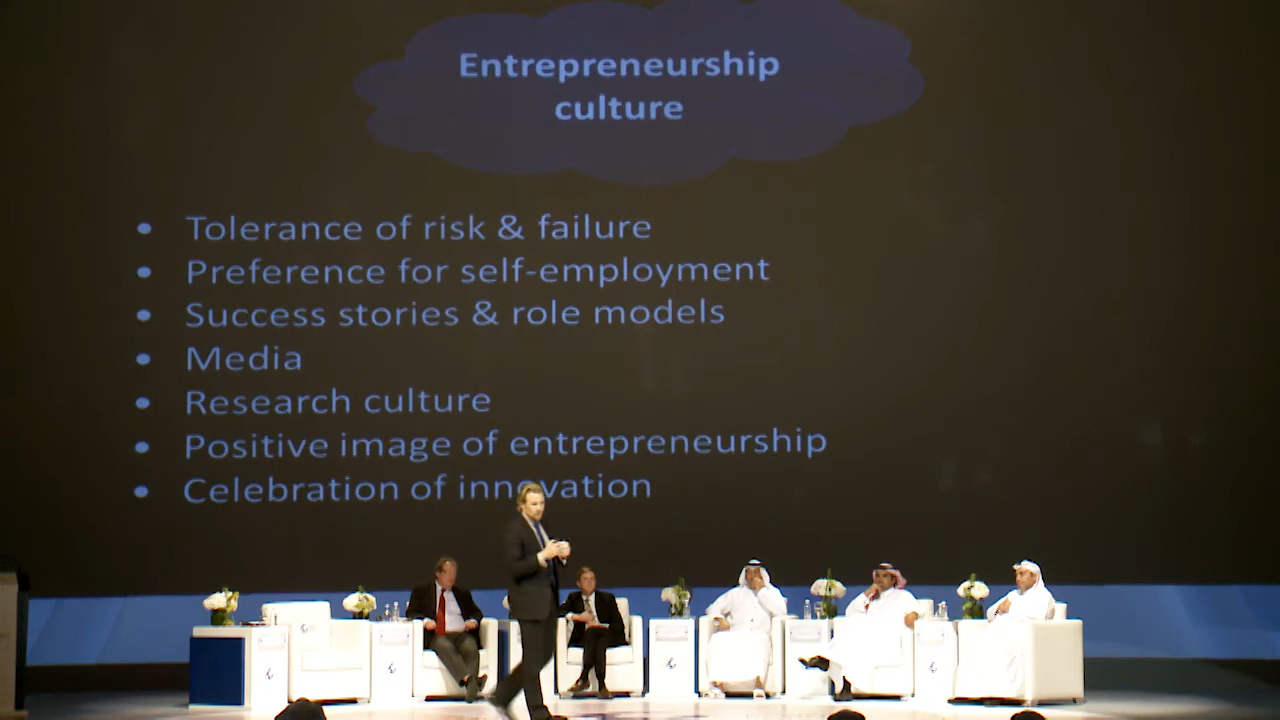 Entrepreneurship
culture
• Tolerance of risk & failure
• Preference for self-employment
• Success stories & role models
• Media
• Research culture
• Positive image of entrepreneurship
• Celebration of innovation